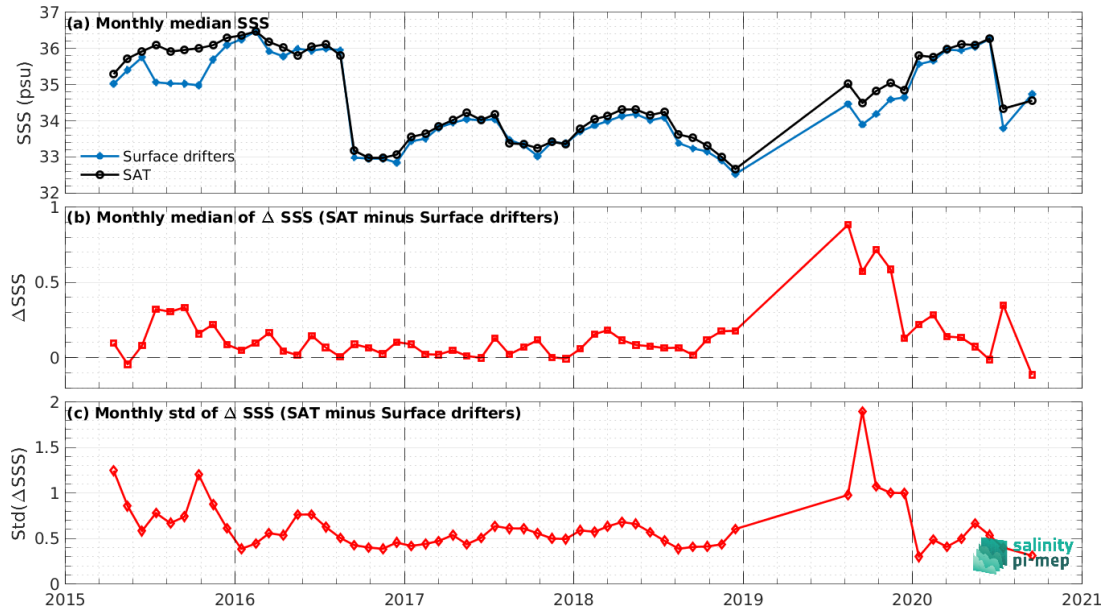 (a) Monthly median SSS
37
36
35
34
33
32
SSS (psu)
Surface drifters
SAT
(b) Monthly median of Δ SSS (SAT minus Surface drifters)
1
0.5
0
ΔSSS
(c) Monthly std of Δ SSS (SAT minus Surface drifters)
2
1.5
1
0.5
0
Std(ΔSSS)
salinity
pi-mep
2015 2016 2017 2018 2019 2020 2021